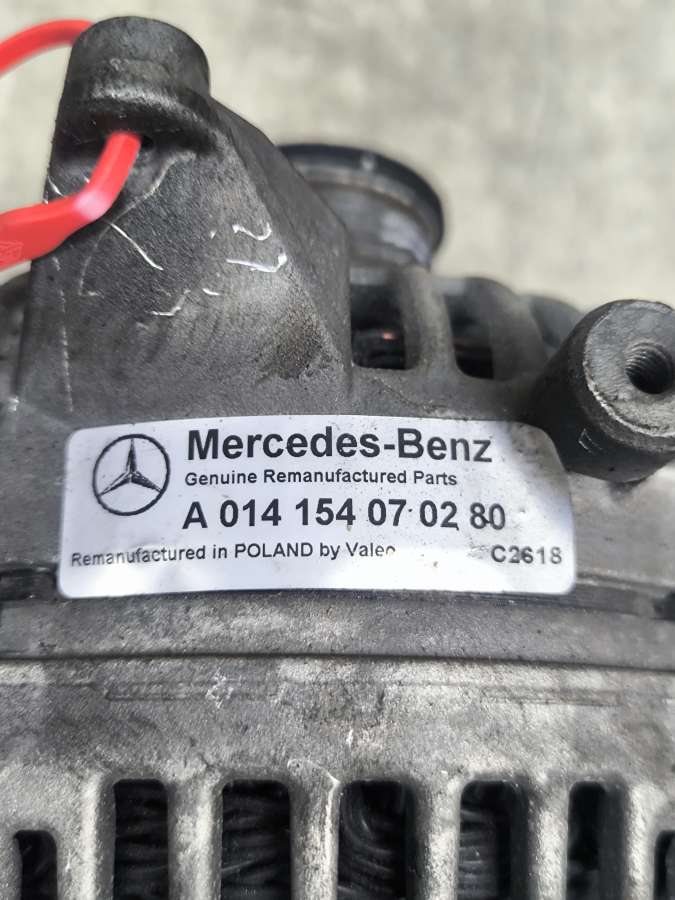 Mercedes-Benz
Genuine Remanufactured Parts
A 014 154 07 02 80
Remanufactured in POLAND by Valeo
C2618